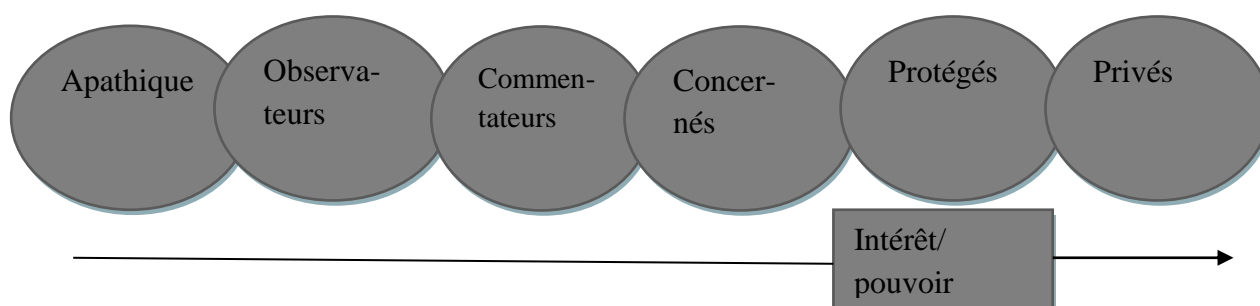 Apathique
Observa-
teurs
Commen-
tateurs
Concer-
nés
Protégés
Privés
Intérêt/
pouvoir